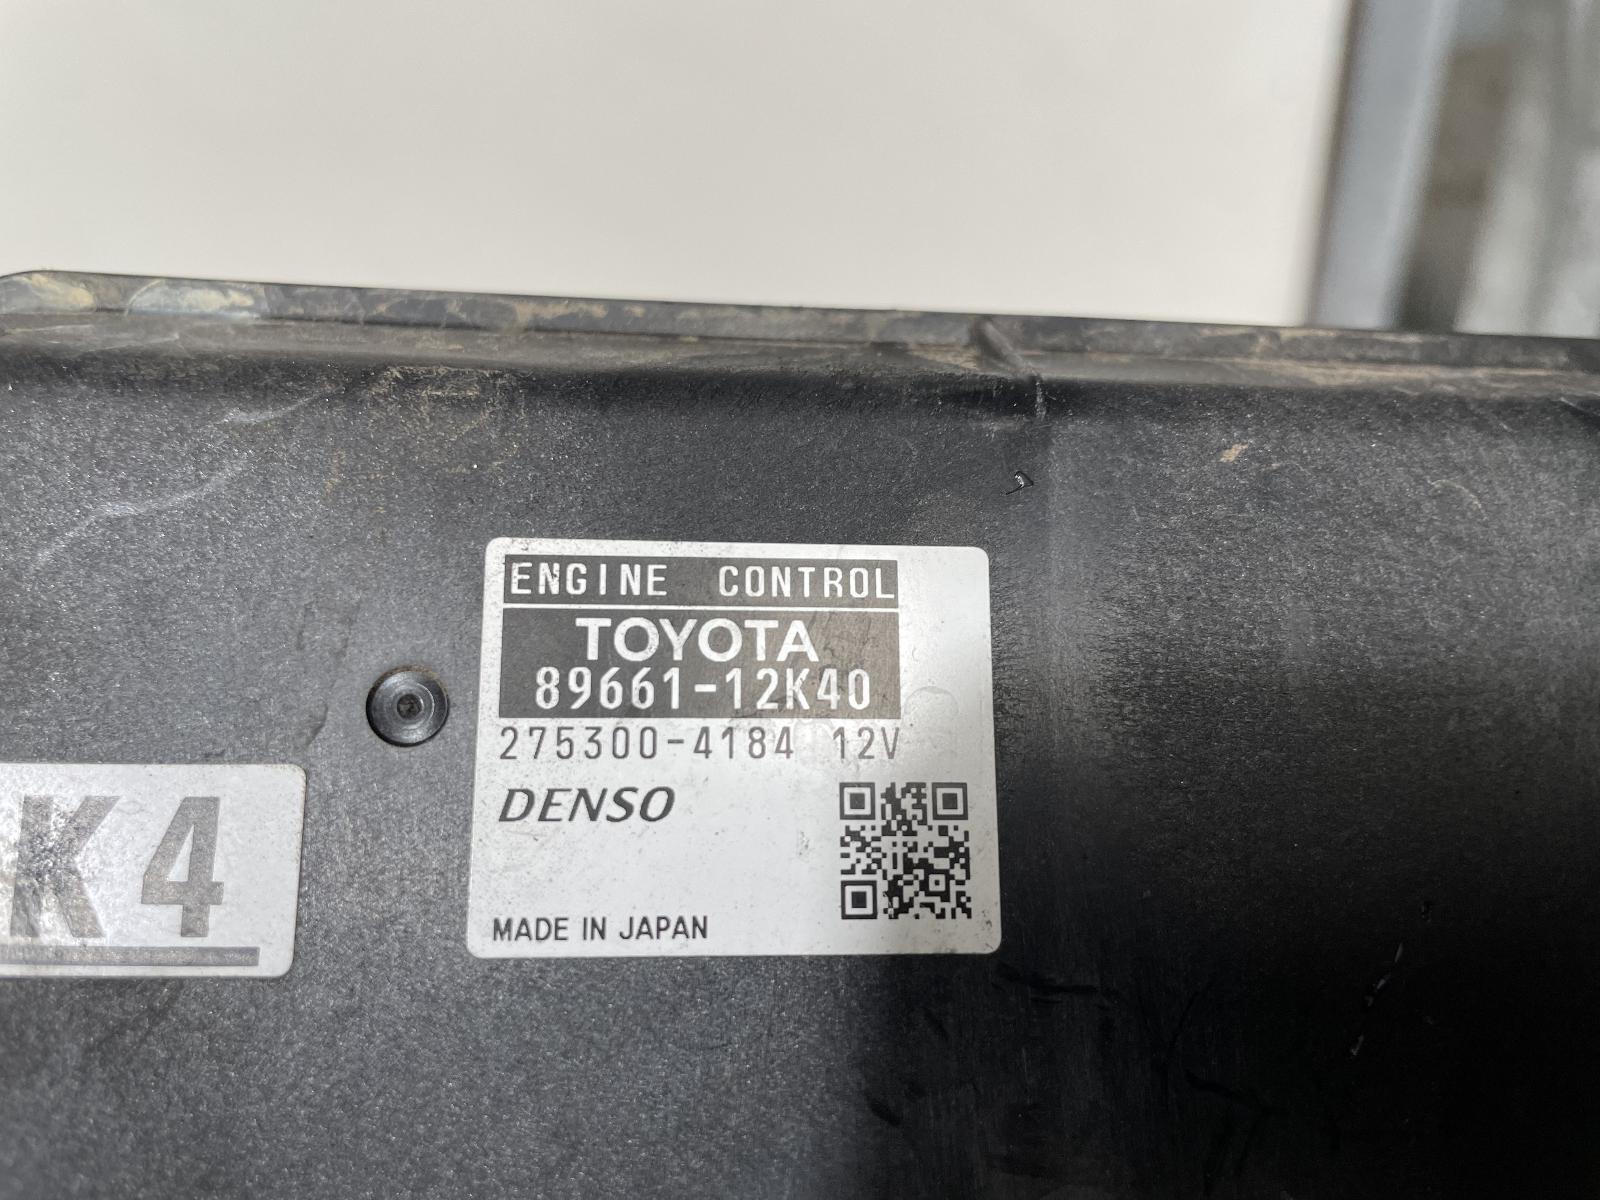 ENGINE CONTROL
TOYOTA
89661-12K40
275300-4184 12V
DENSO
MADE IN JAPAN
K4